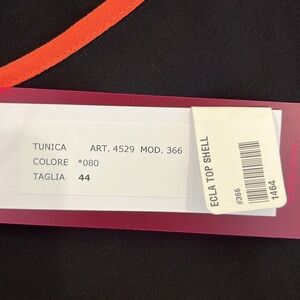 TUNICA ART. 4529 MOD. 366
COLORE *080
TAGLIA 44
ECLA TOP SHELL
#366
1464